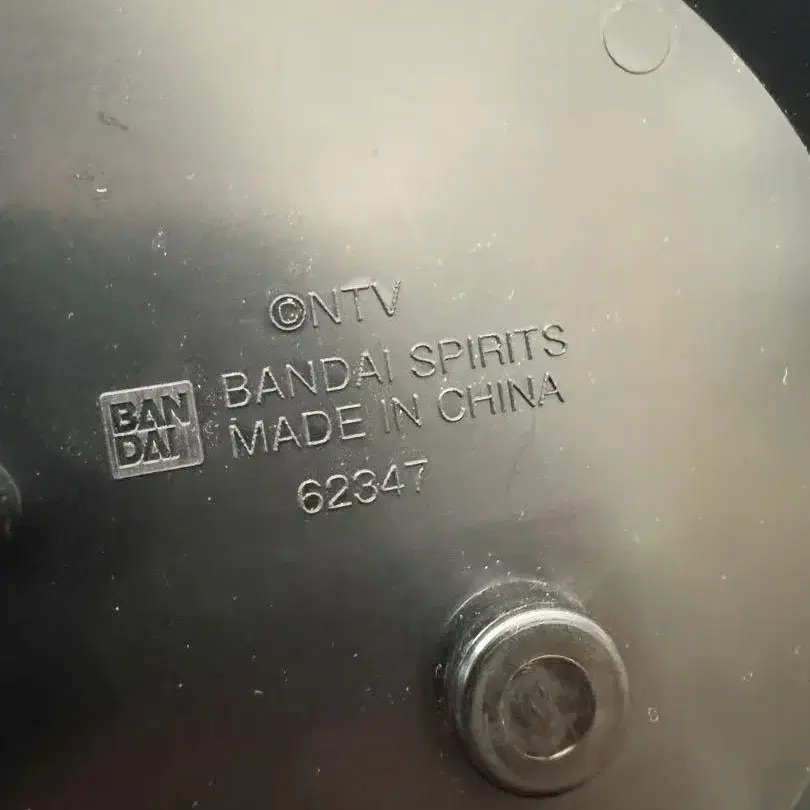 ©NTV
BAN
DAI
BANDAI SPIRITS
MADE IN CHINA
62347